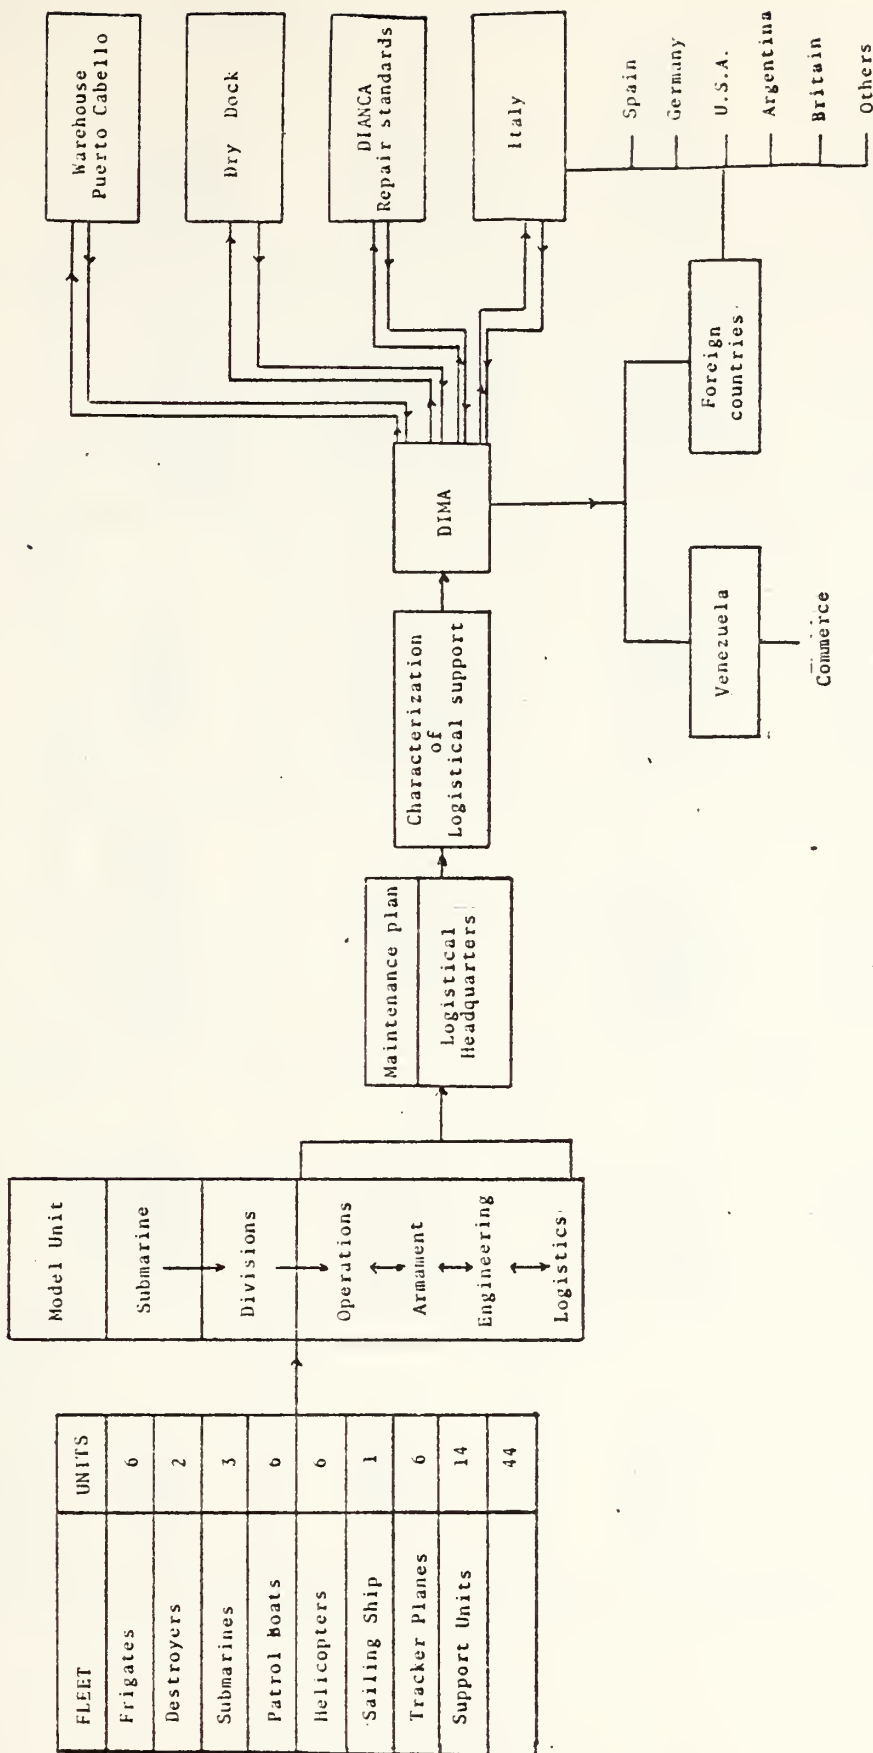 FLEET UNITS
Frigates 6
Destroyers 2
Submarines 3
Patrol Boats 6
Helicopters 6
Sailing Ship 1
Tracker Planes 6
Support Units 14
44
Model Unit
Submarine
Divisions
Operations
Armament
Engineering
Logistics
Maintenance plan
Logistical
Headquarters
Characterization
of
Logistical support
DIMA
Warehouse
Puerto Cabello
Dry Dock
DIANCA
Repair standards
Italy
Spain
Germany
U.S.A.
Argentina
Britain
Others
Foreign
countries
Venezuela
Commerce